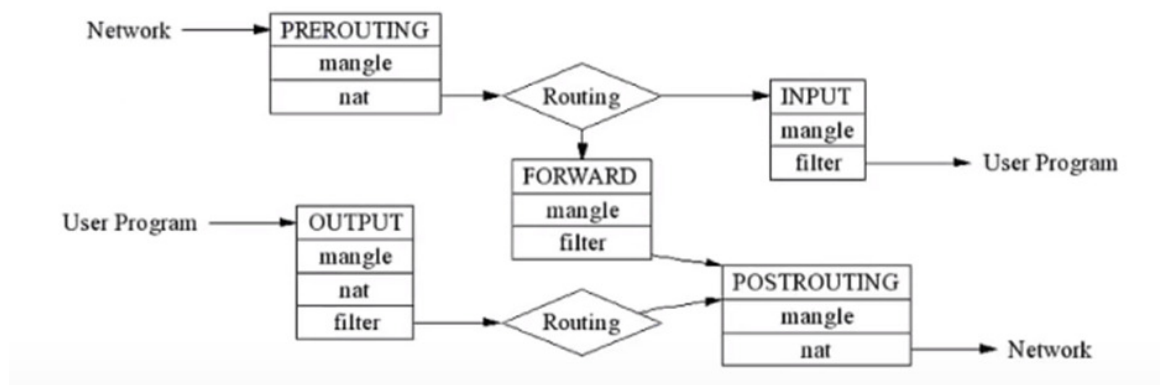 Network
PREROUTING
mangle
nat
Routing
INPUT
mangle
filter
User Program
FORWARD
mangle
filter
User Program
OUTPUT
mangle
nat
filter
Routing
POSTROUTING
mangle
nat
Network